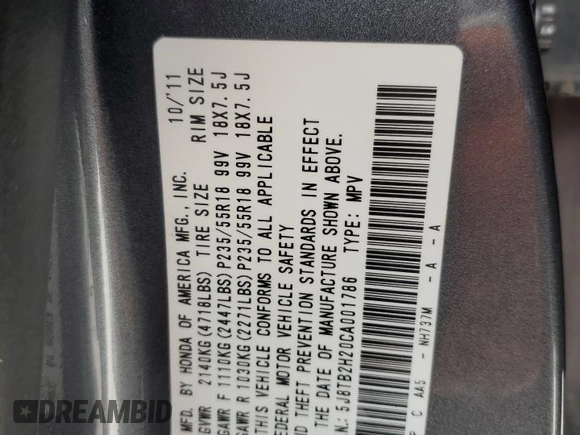 MFD. BY HONDA OF AMERICA MFG., INC. 10/'11
GVWR 2140KG(4718LBS) TIRE SIZE RIM SIZE
GAWR F 1110KG(2447LBS)P235/55R18 99V 18X7.5J
GAWR R 1030KG(2271LBS)P235/55R18 99V 18X7.5J
THIS VEHICLE CONFORMS TO ALL APPLICABLE
FEDERAL MOTOR VEHICLE SAFETY
AND THEFT PREVENTION STANDARDS IN EFFECT
ON THE DATE OF MANUFACTURE SHOWN ABOVE.
V.I.N.: 5J8TB2H20CA001786 TYPE: MPV
C AA5 - NH737M - A - A
DEALER'S CHOICE